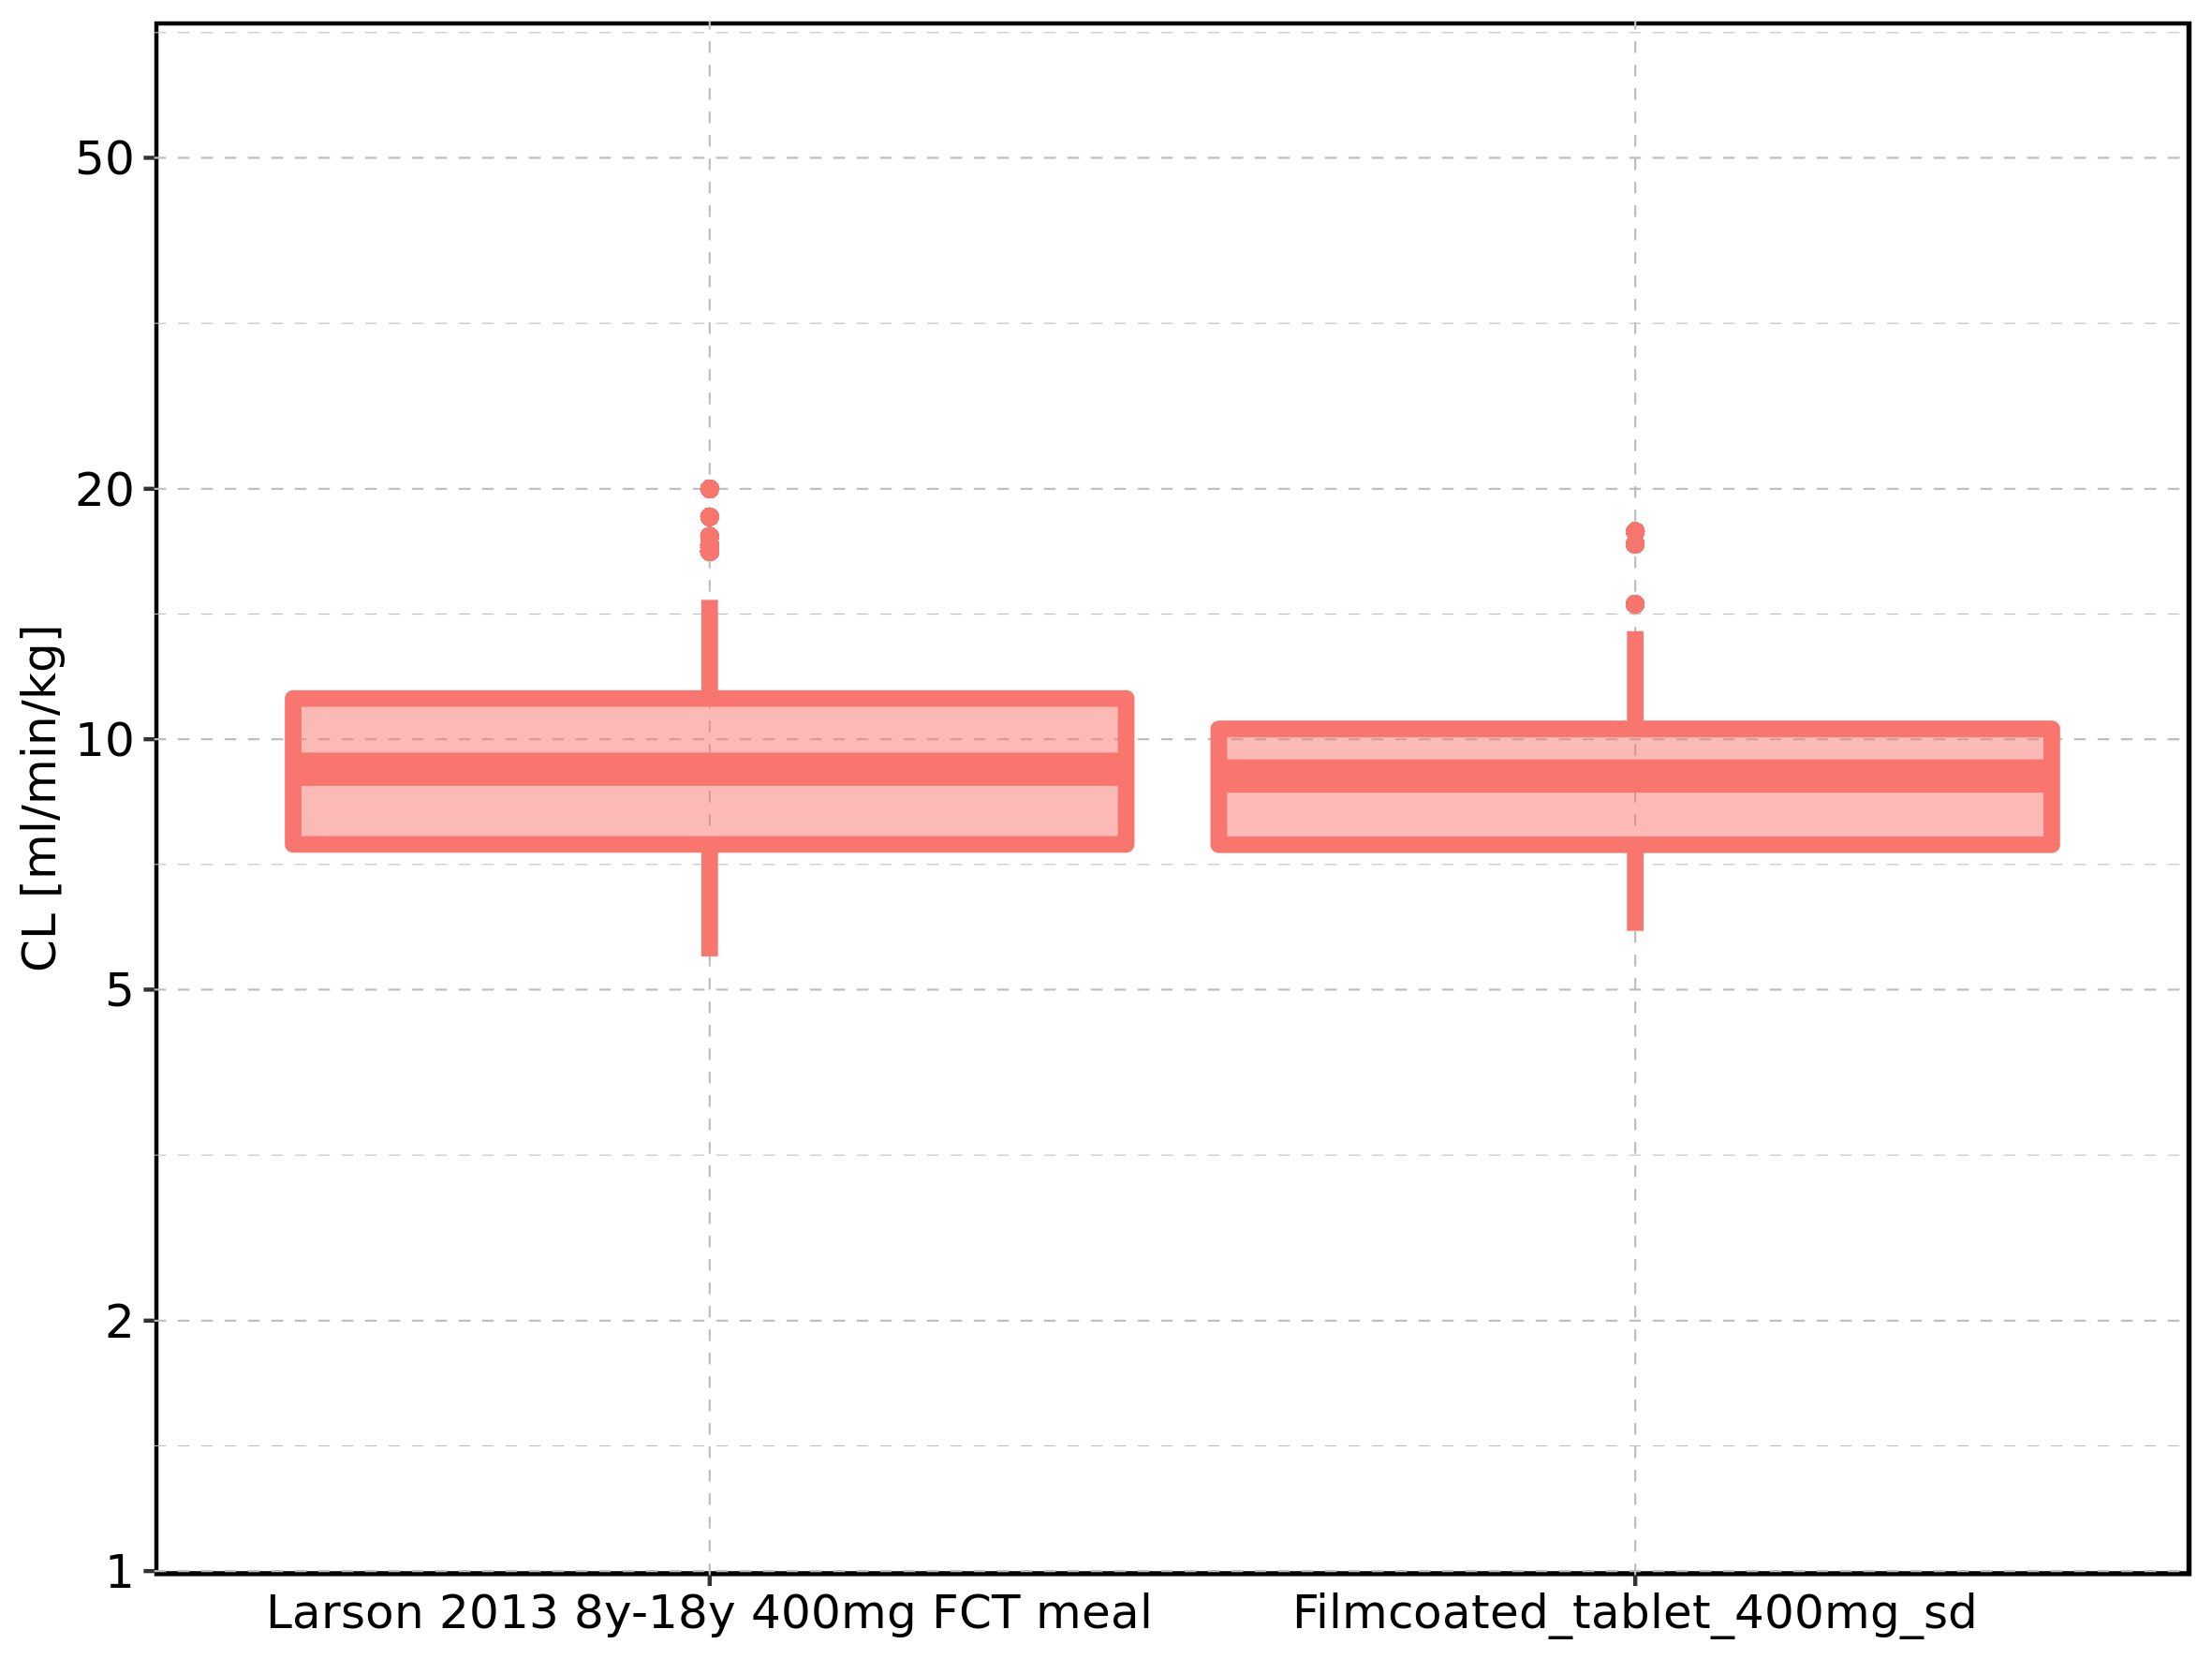 CL [ml/min/kg]
50
20
10
5
2
1
Larson 2013 8y-18y 400mg FCT meal
Filmcoated_tablet_400mg_sd